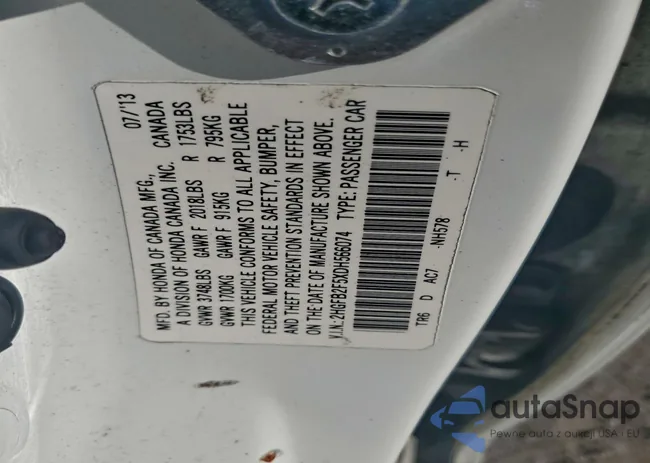 MFD. BY HONDA OF CANADA MFG., 07/'13
A DIVISION OF HONDA CANADA INC. CANADA
GVWR 3748LBS GAWR F 2018LBS R 1753LBS
GVWR 1700KG GAWR F 915KG R 795KG
THIS VEHICLE CONFORMS TO ALL APPLICABLE
FEDERAL MOTOR VEHICLE SAFETY, BUMPER,
AND THEFT PREVENTION STANDARDS IN EFFECT
ON THE DATE OF MANUFACTURE SHOWN ABOVE.
V.I.N.: 2HGFB2F5XDH566074 TYPE: PASSENGER CAR
TR6 D AC7 -NH578 -T -H
autaSnap
Pewne auta z aukcji USA - EU